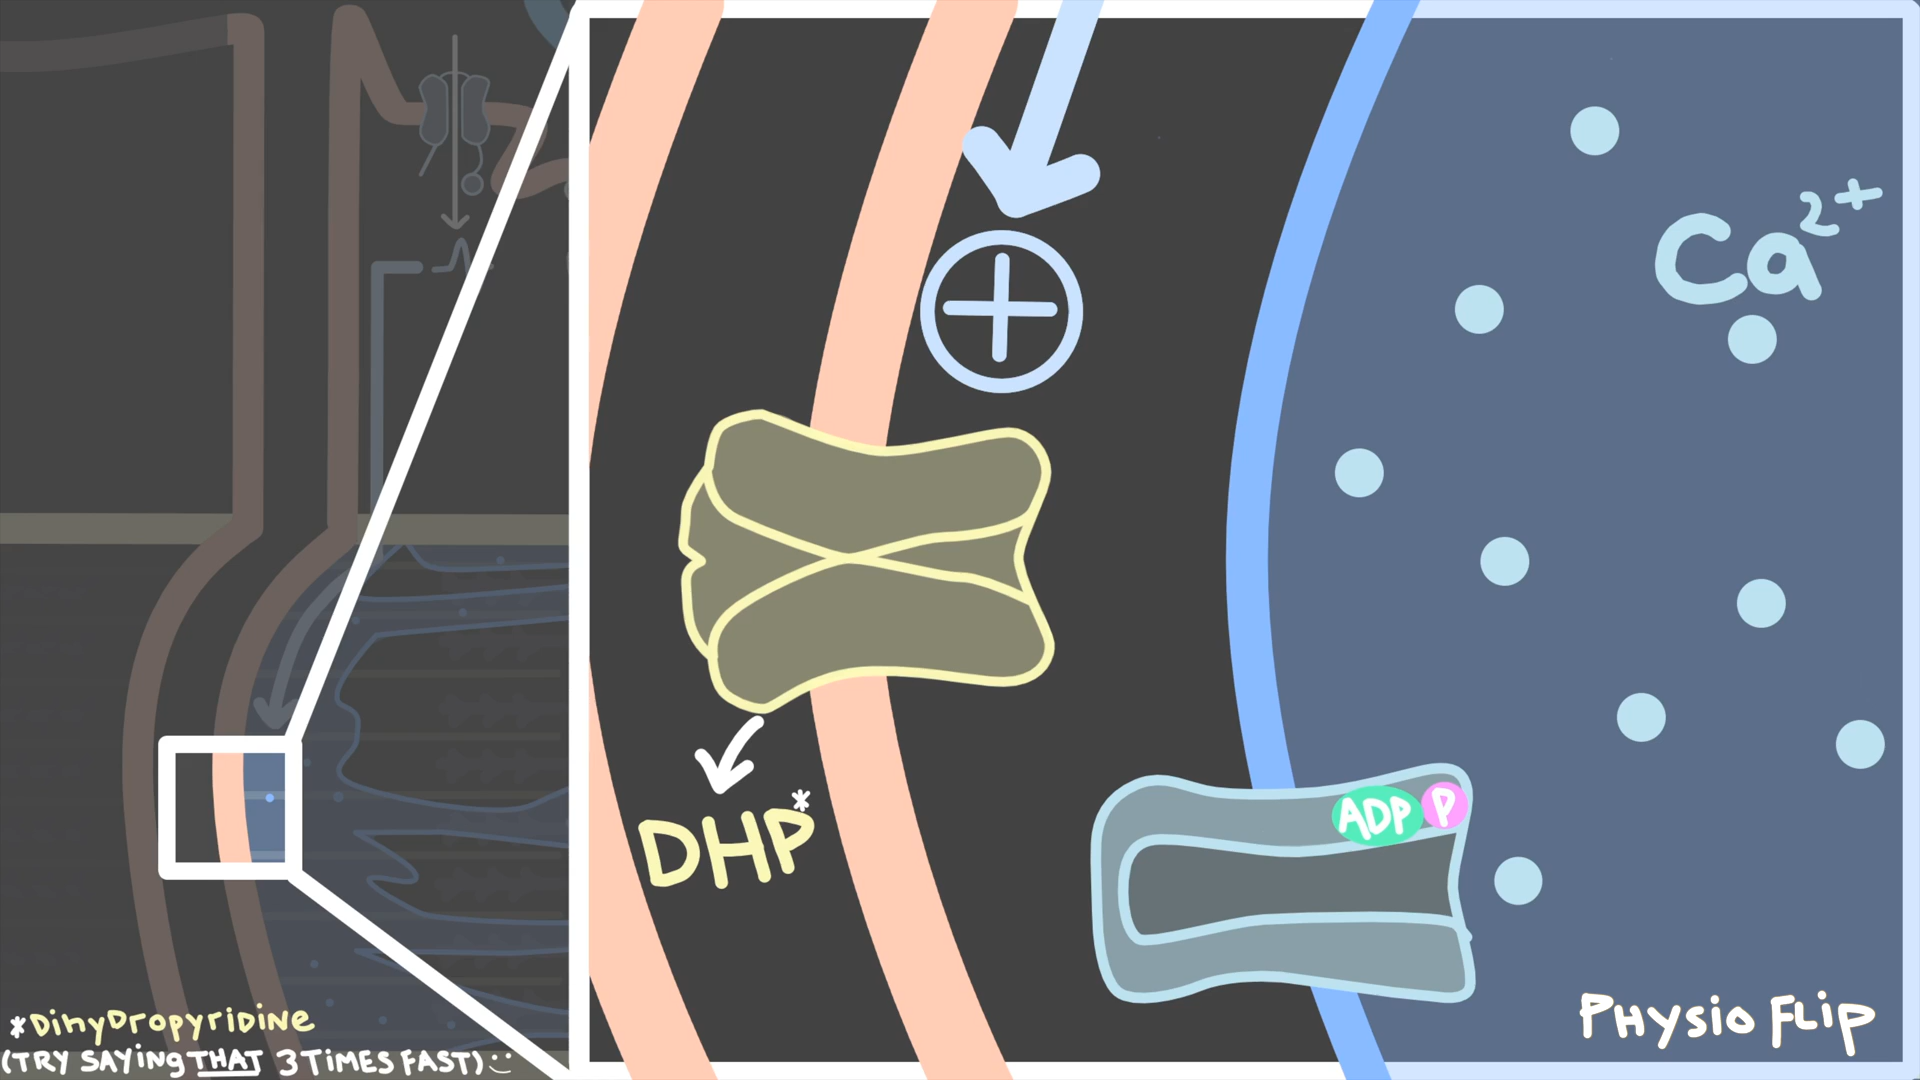 Ca²⁺
DHP*
ADP P
*DiHyDropyriDiNe
(TRY SAYiNg THAT 3 TiMES FAST) :)
PHYSio FLip